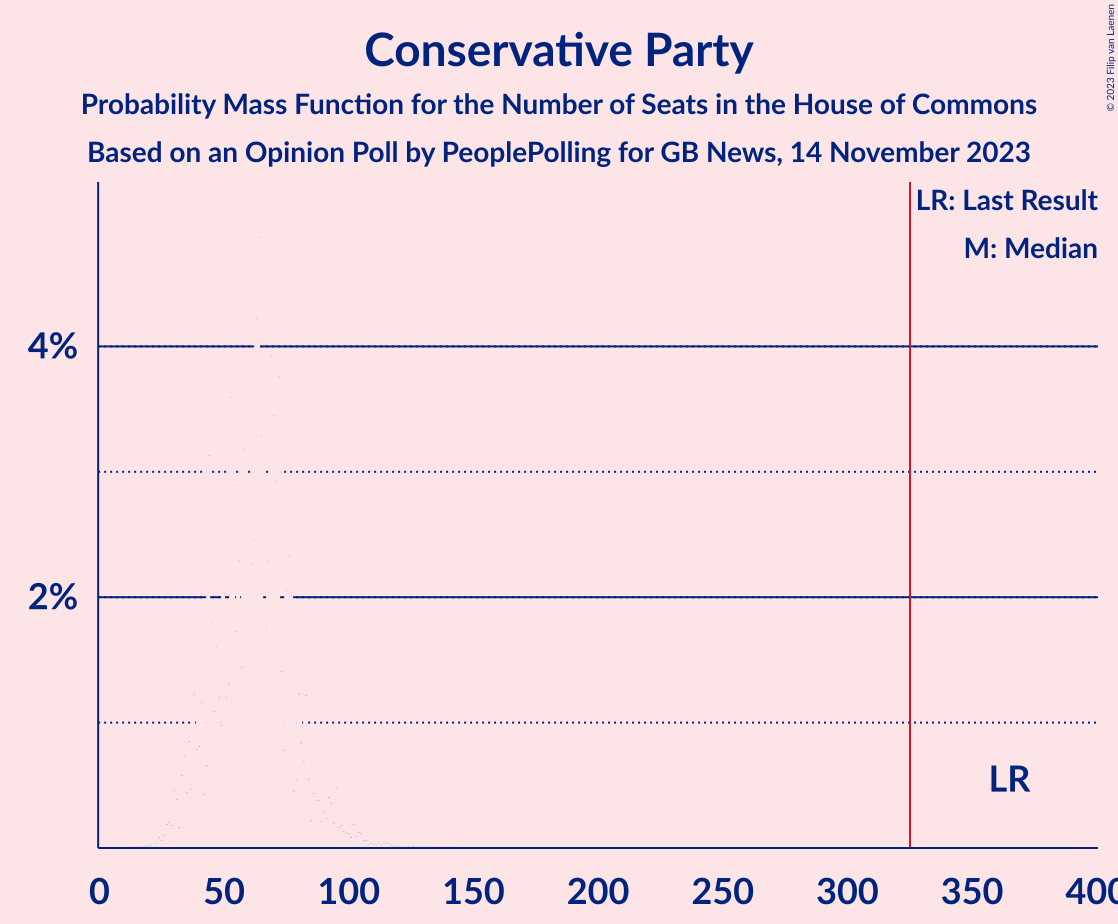 Conservative Party
Probability Mass Function for the Number of Seats in the House of Commons
Based on an Opinion Poll by PeoplePolling for GB News, 14 November 2023
© 2023 Filip van Laenen
LR: Last Result
M: Median
4%
2%
LR
0 50 100 150 200 250 300 350 400